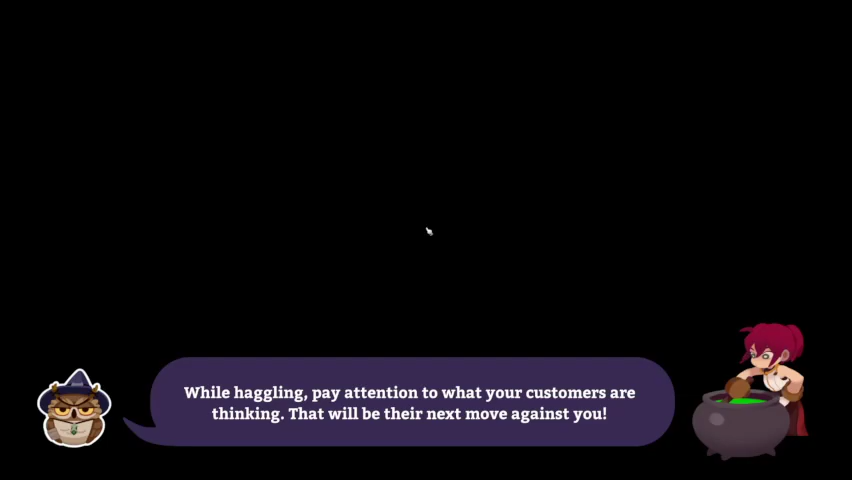 While haggling, pay attention to what your customers are
thinking. That will be their next move against you!